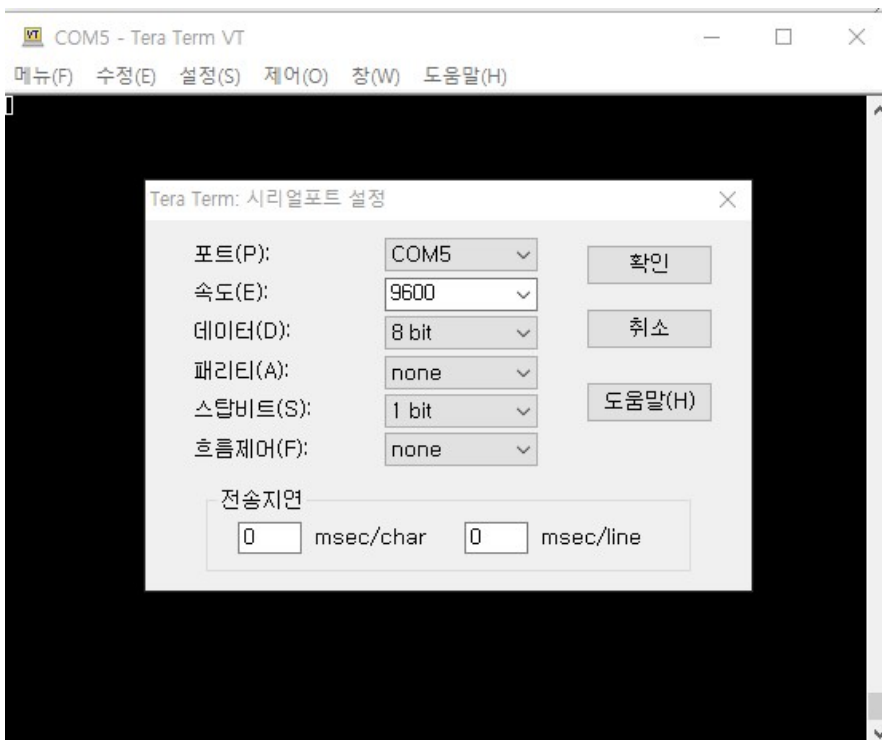 VT COM5 - Tera Term VT
메뉴(F) 수정(E) 설정(S) 제어(O) 창(W) 도움말(H)
Tera Term: 시리얼포트 설정
포트(P): COM5 확인
속도(E): 9600
데이터(D): 8 bit 취소
패리티(A): none
스탑비트(S): 1 bit 도움말(H)
흐름제어(F): none
전송지연
0 msec/char 0 msec/line